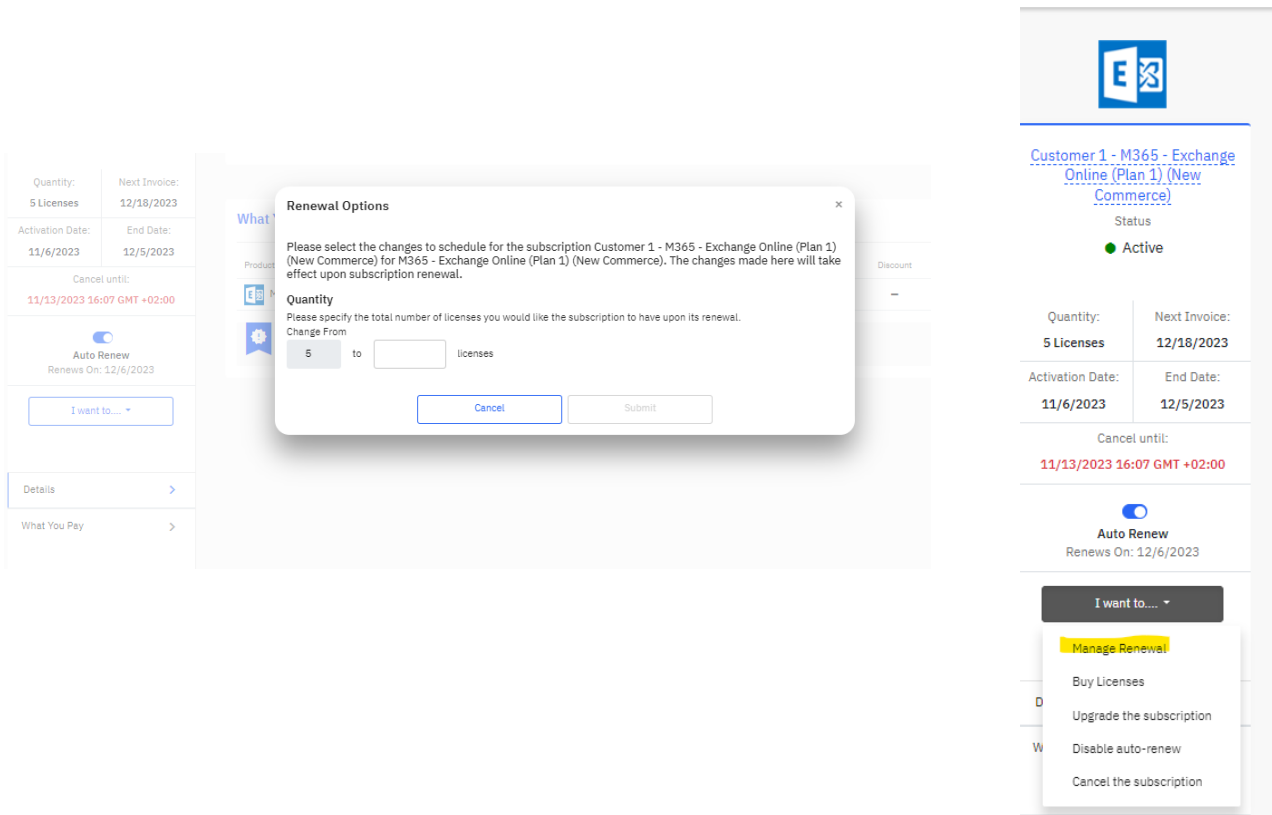 Quantity:
Next Invoice:
5 Licenses
12/18/2023
Activation Date:
End Date:
11/6/2023
12/5/2023
Cancel until:
11/13/2023 16:07 GMT +02:00
Auto Renew
Renews On: 12/6/2023
I want to....
Details
What You Pay
What
Product
Discount
–
Renewal Options
×
Please select the changes to schedule for the subscription Customer 1 - M365 - Exchange Online (Plan 1)
(New Commerce) for M365 - Exchange Online (Plan 1) (New Commerce). The changes made here will take
effect upon subscription renewal.
Quantity
Please specify the total number of licenses you would like the subscription to have upon its renewal.
Change From
5 to licenses
Cancel
Submit
E
Customer 1 - M365 - Exchange
Online (Plan 1) (New
Commerce)
Status
Active
Quantity:
Next Invoice:
5 Licenses
12/18/2023
Activation Date:
End Date:
11/6/2023
12/5/2023
Cancel until:
11/13/2023 16:07 GMT +02:00
Auto Renew
Renews On: 12/6/2023
I want to....
Manage Renewal
Buy Licenses
D
Upgrade the subscription
W
Disable auto-renew
Cancel the subscription